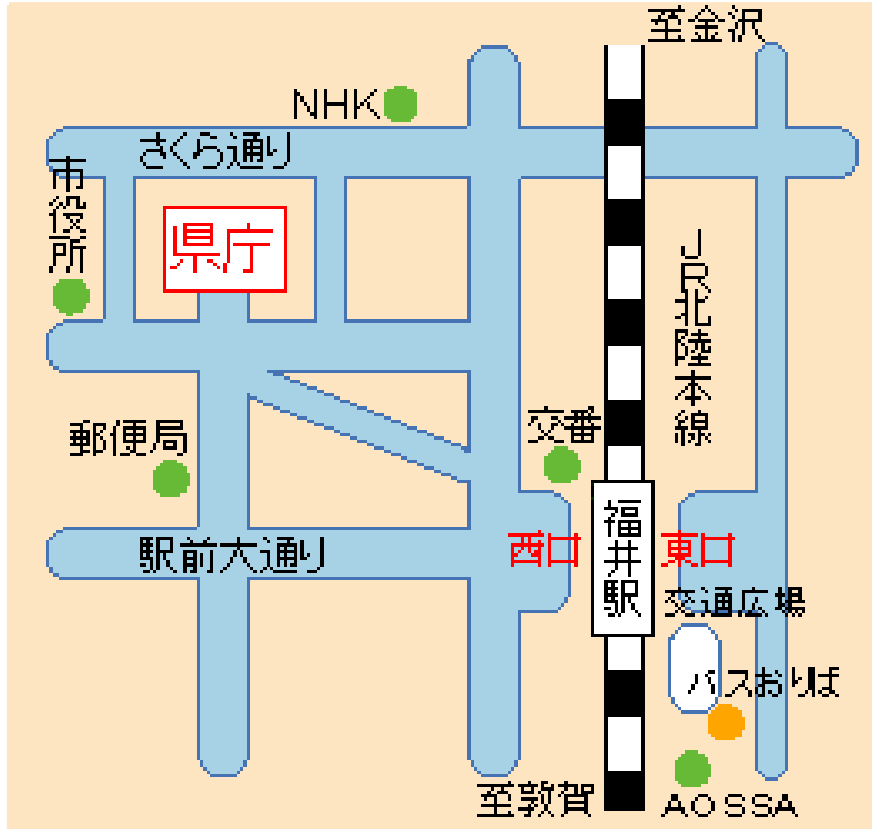 至金沢
NHK
さくら通り
市役所
県庁
JR北陸本線
交番
郵便局
福井駅
西口
東口
駅前大通り
交通広場
バスおりば
至敦賀
AOSSA